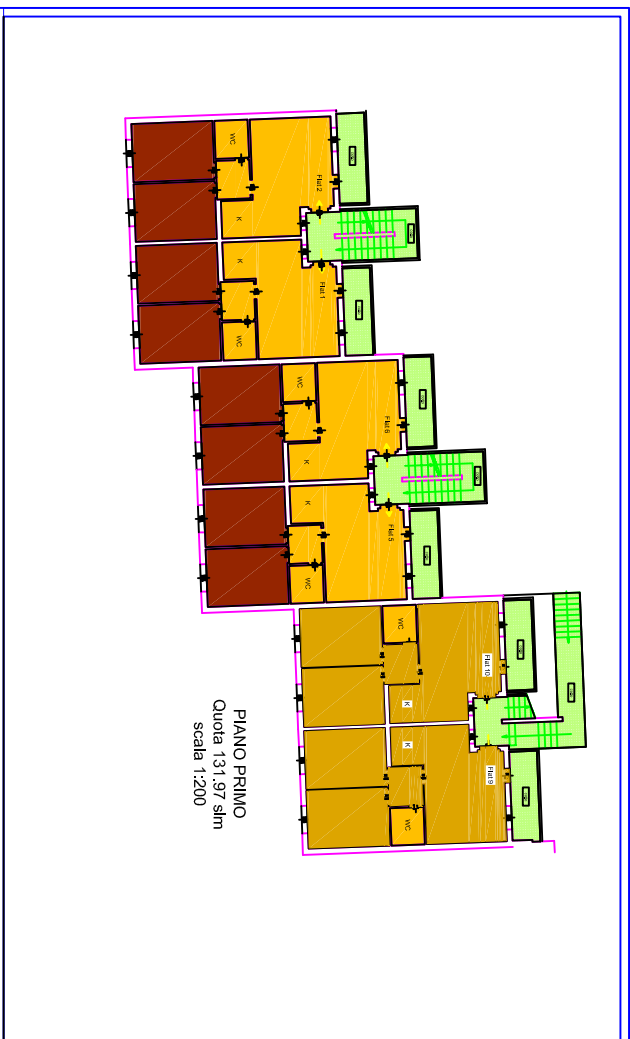 WC
Flat 2
K
K
Flat 1
WC
WC
Flat 6
K
K
Flat 5
WC
WC
Flat 10
K
K
Flat 9
WC
PIANO PRIMO
Quota 131.97 slm
scala 1:200